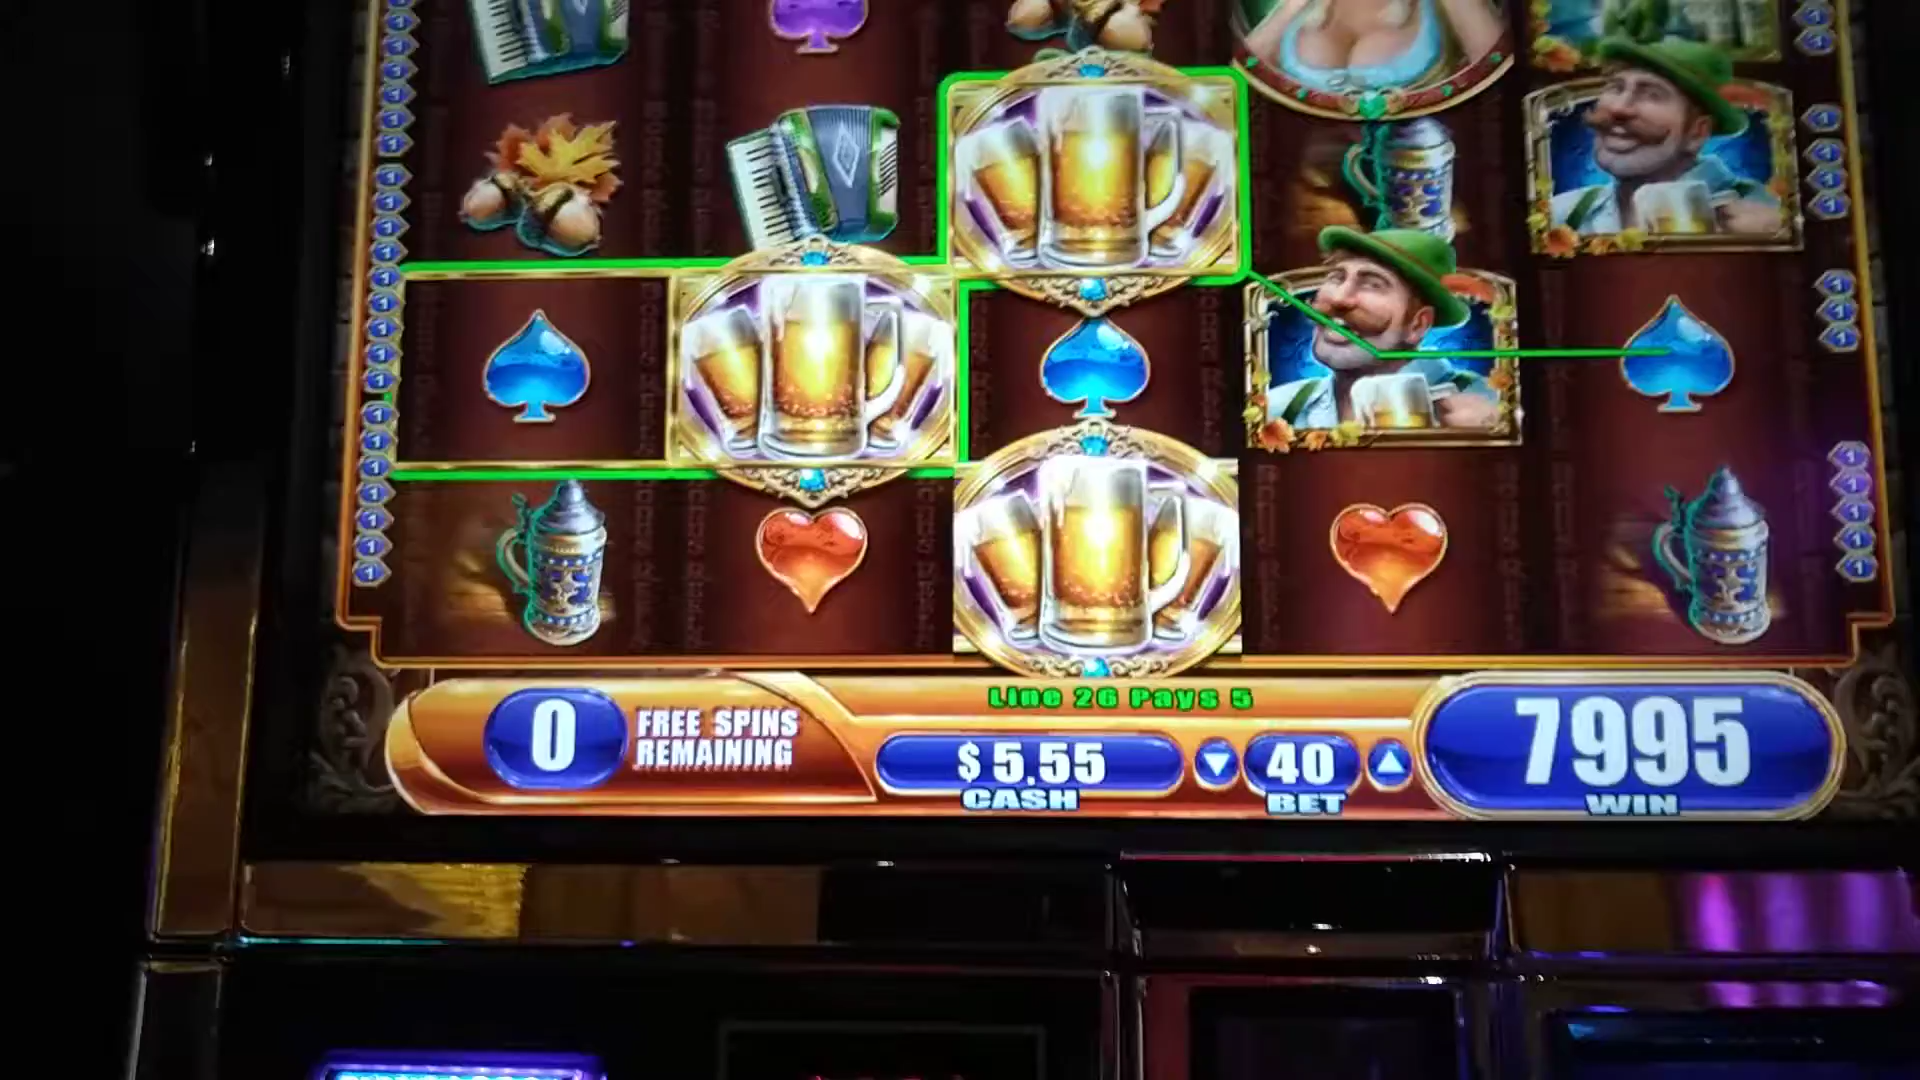 Line 26 Pays 5
0
FREE SPINS
REMAINING
$5.55
CASH
40
BET
7995
WIN